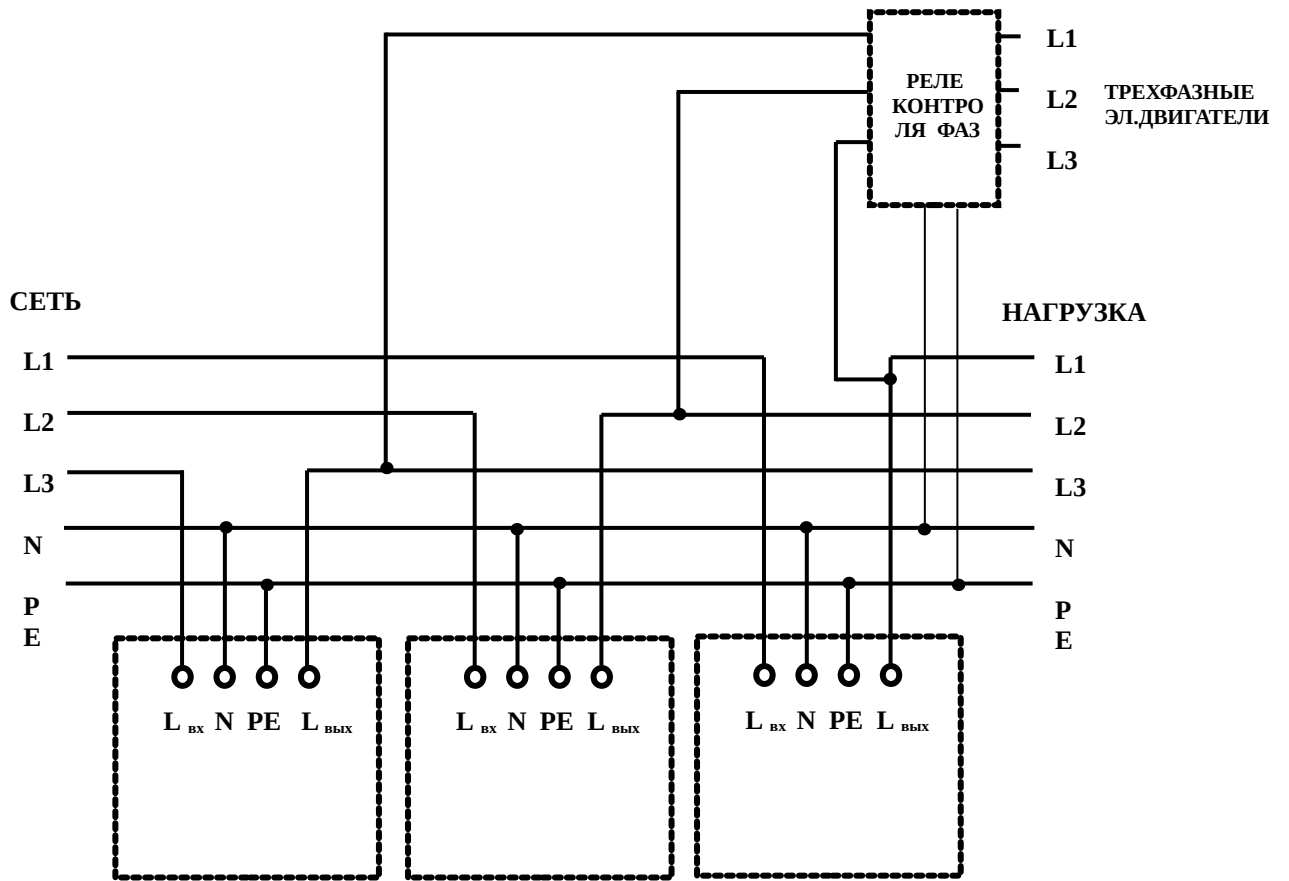 L1
РЕЛЕ
КОНТРО
ЛЯ ФАЗ
L2
ТРЕХФАЗНЫЕ
ЭЛ.ДВИГАТЕЛИ
L3
СЕТЬ
НАГРУЗКА
L1
L1
L2
L2
L3
L3
N
N
P
E
P
E
L вх N PE L вых
L вх N PE L вых
L вх N PE L вых